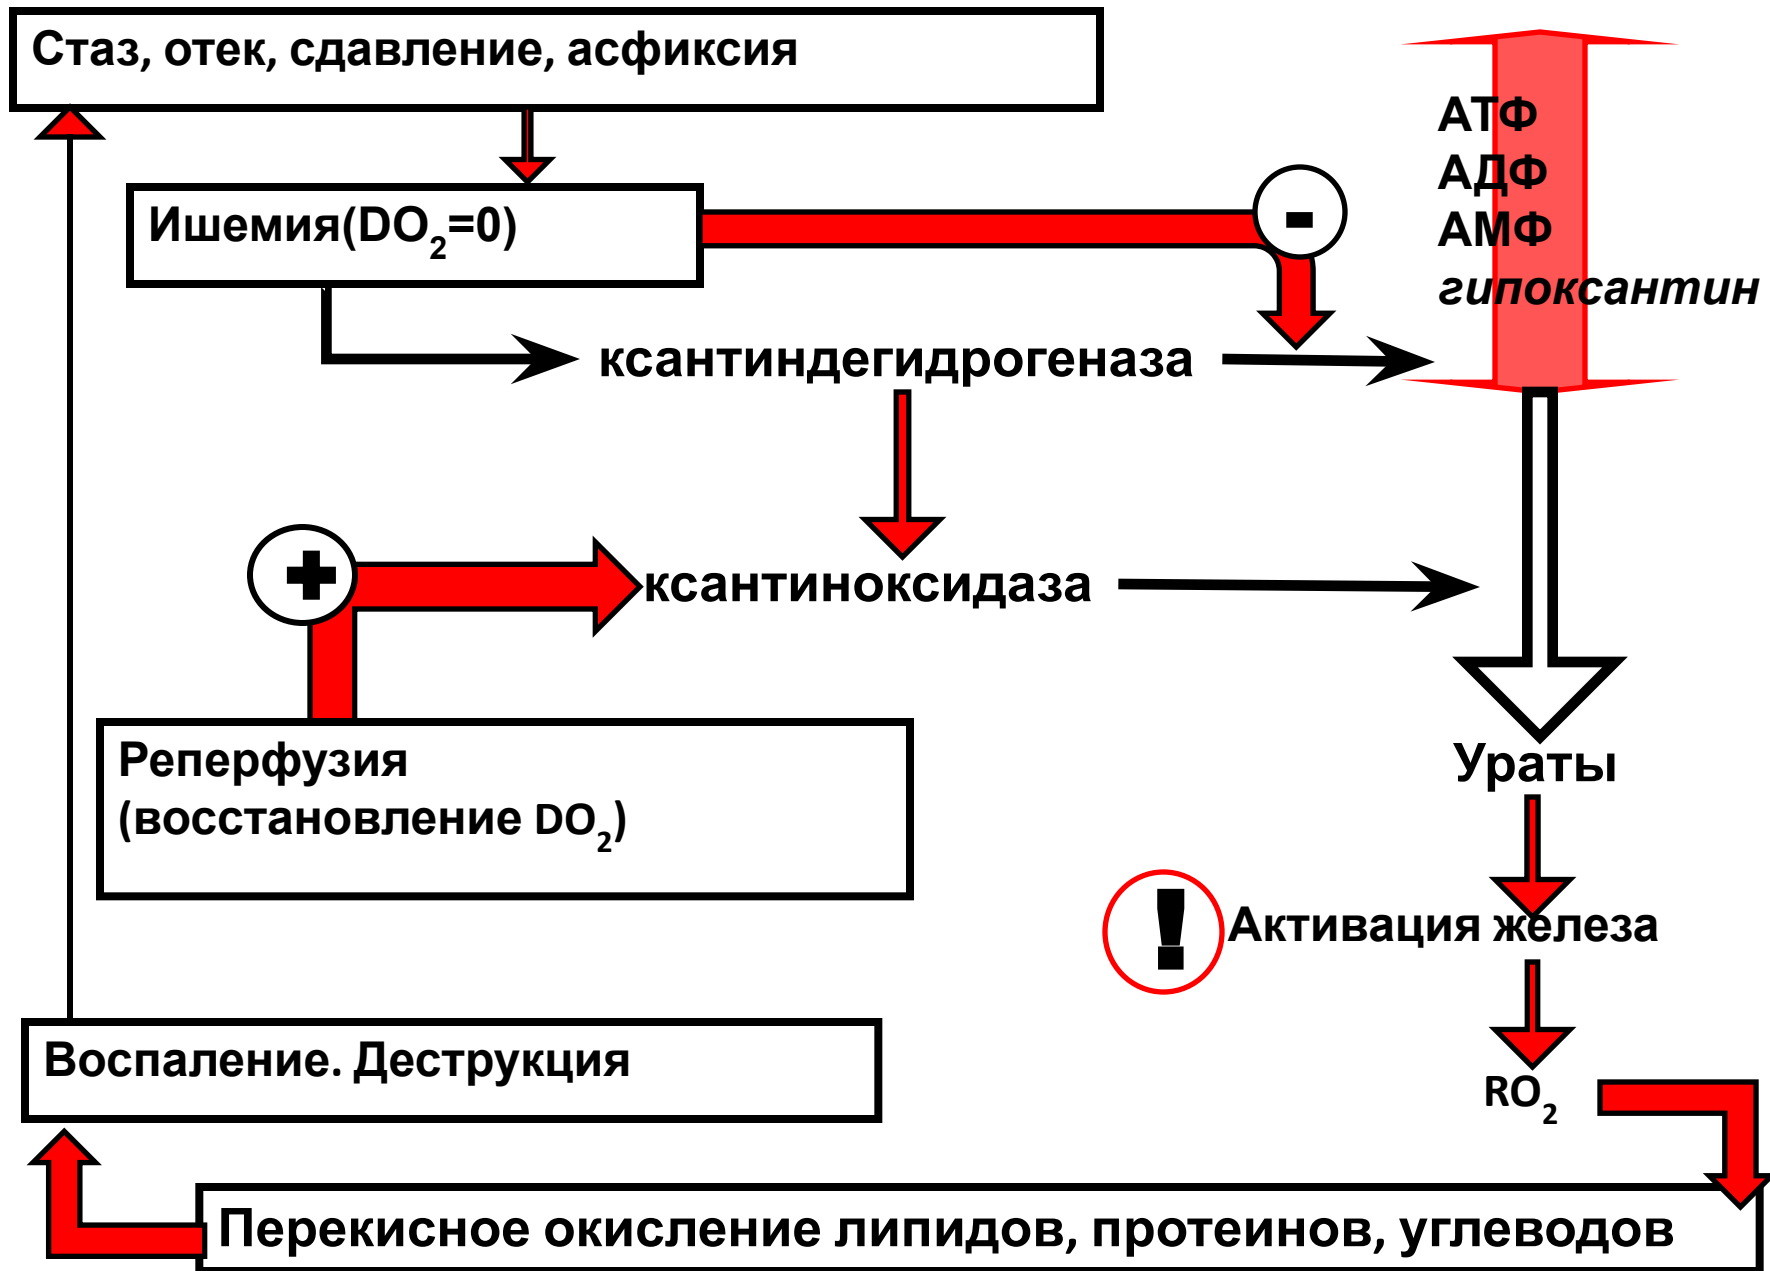 Стаз, отек, сдавление, асфиксия
АТФ
АДФ
АМФ
гипоксантин
Ишемия(DO₂=0)
-
ксантиндегидрогеназа
+
ксантиноксидаза
Реперфузия
(восстановление DO₂)
Ураты
!
Активация железа
Воспаление. Деструкция
RO₂
Перекисное окисление липидов, протеинов, углеводов